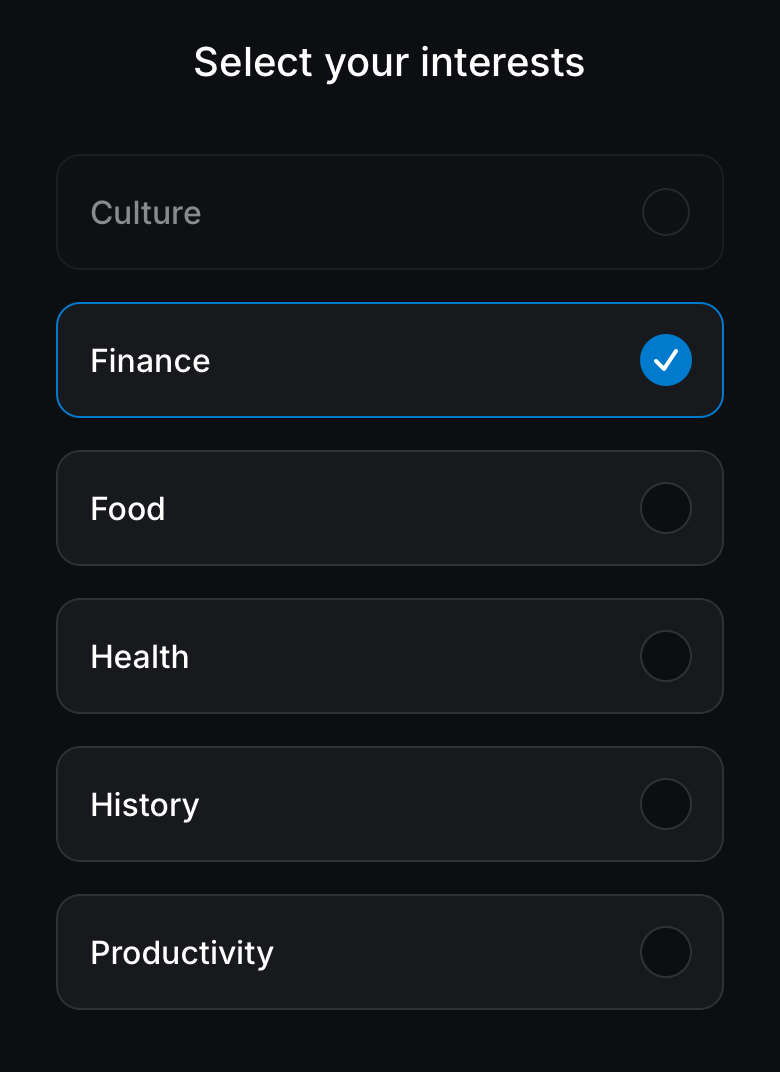 Select your interests
Culture
Finance
Food
Health
History
Productivity